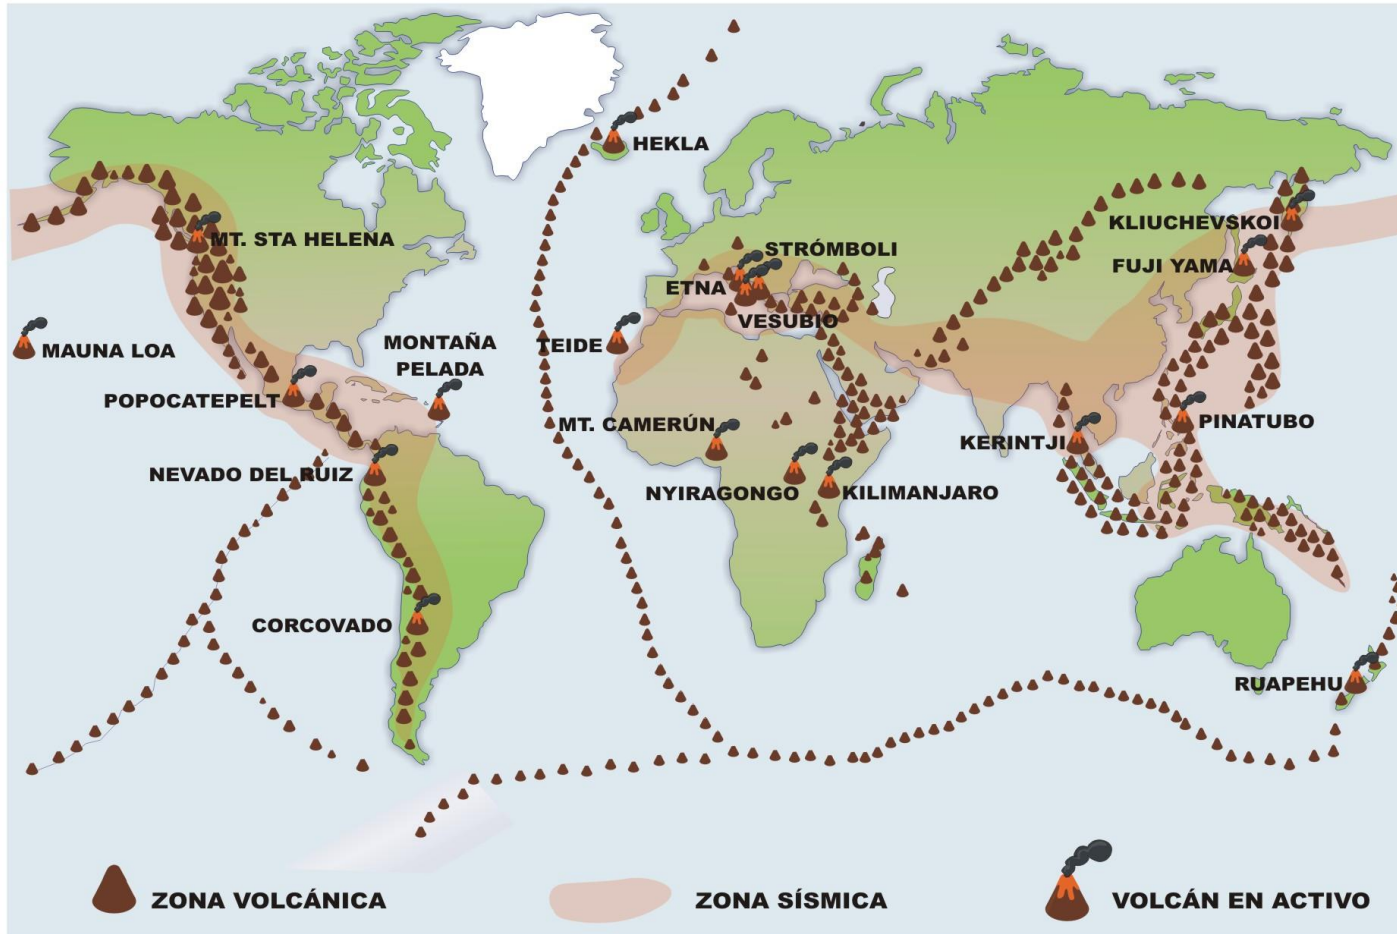 HEKLA
MT. STA HELENA
STRÓMBOLI
KLIUCHEVSKOI
FUJI YAMA
ETNA
VESUBIO
MAUNA LOA
MONTAÑA
PELADA
TEIDE
POPOCATEPELT
MT. CAMERÚN
PINATUBO
KERINTJI
NEVADO DEL RUIZ
NYIRAGONGO
KILIMANJARO
CORCOVADO
RUAPEHU
ZONA VOLCÁNICA
ZONA SÍSMICA
VOLCÁN EN ACTIVO